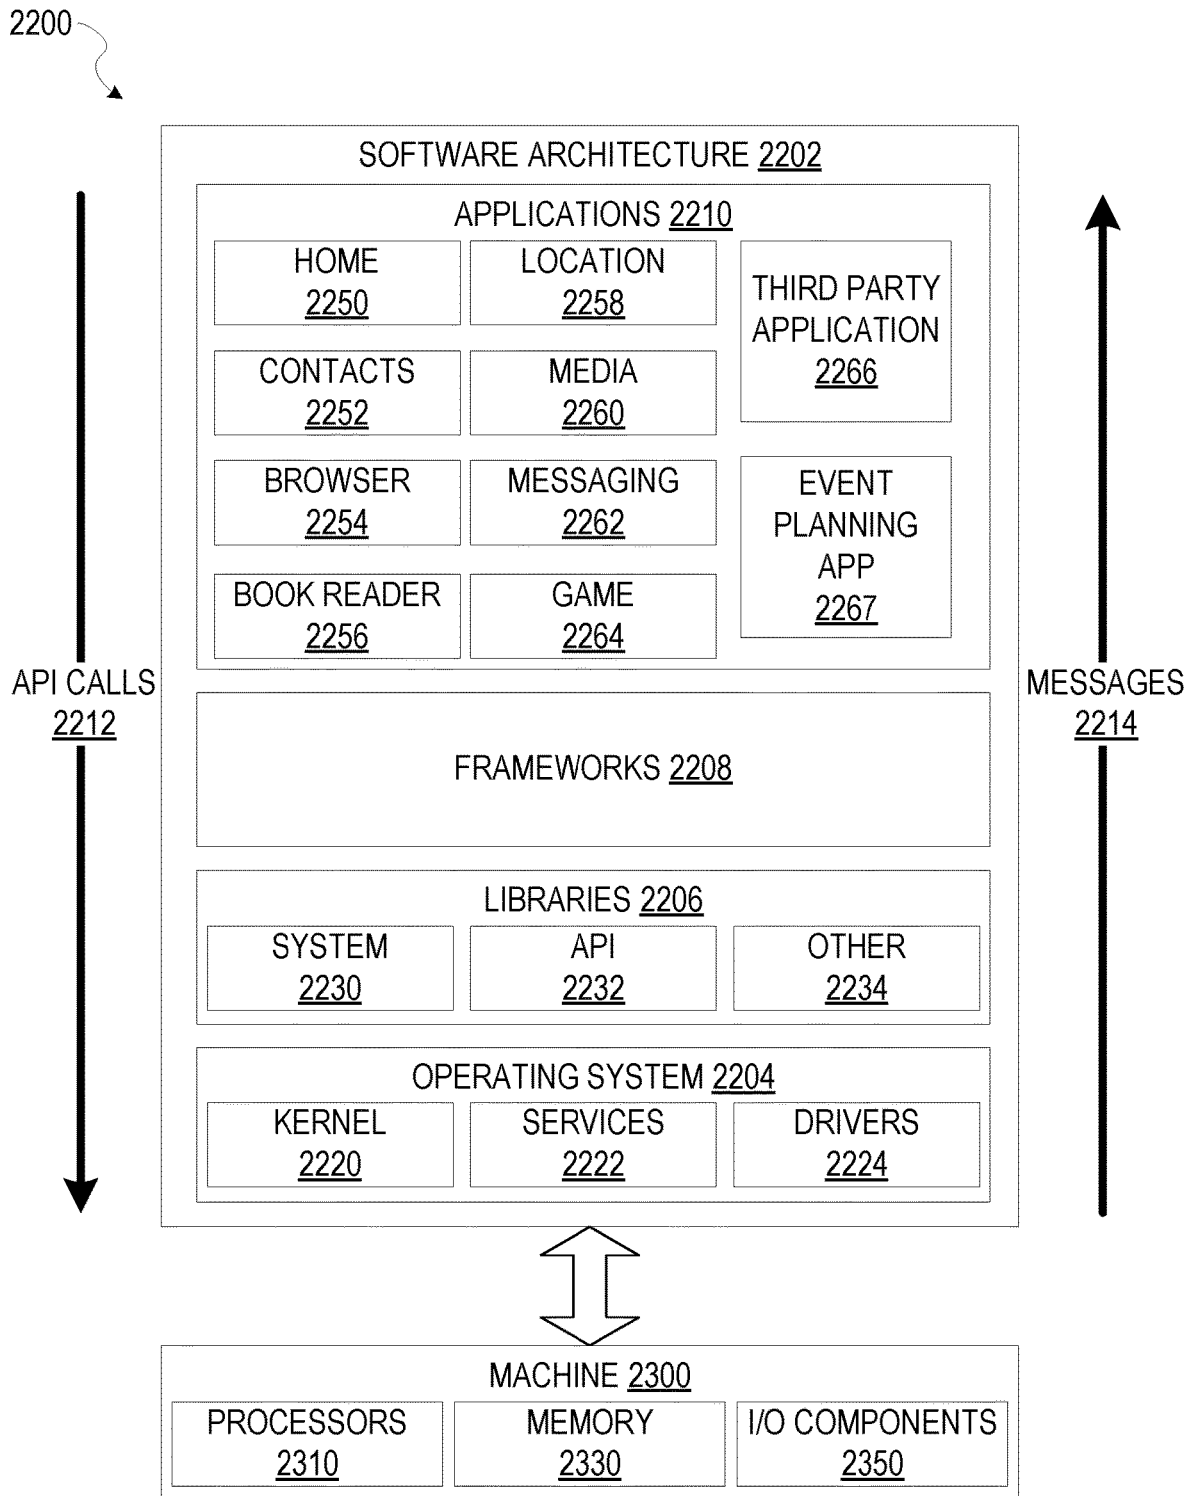 2200
SOFTWARE ARCHITECTURE 2202
APPLICATIONS 2210
HOME
2250
LOCATION
2258
THIRD PARTY
APPLICATION
2266
CONTACTS
2252
MEDIA
2260
BROWSER
2254
MESSAGING
2262
EVENT
PLANNING
APP
2267
BOOK READER
2256
GAME
2264
API CALLS
2212
MESSAGES
2214
FRAMEWORKS 2208
LIBRARIES 2206
SYSTEM
2230
API
2232
OTHER
2234
OPERATING SYSTEM 2204
KERNEL
2220
SERVICES
2222
DRIVERS
2224
MACHINE 2300
PROCESSORS
2310
MEMORY
2330
I/O COMPONENTS
2350